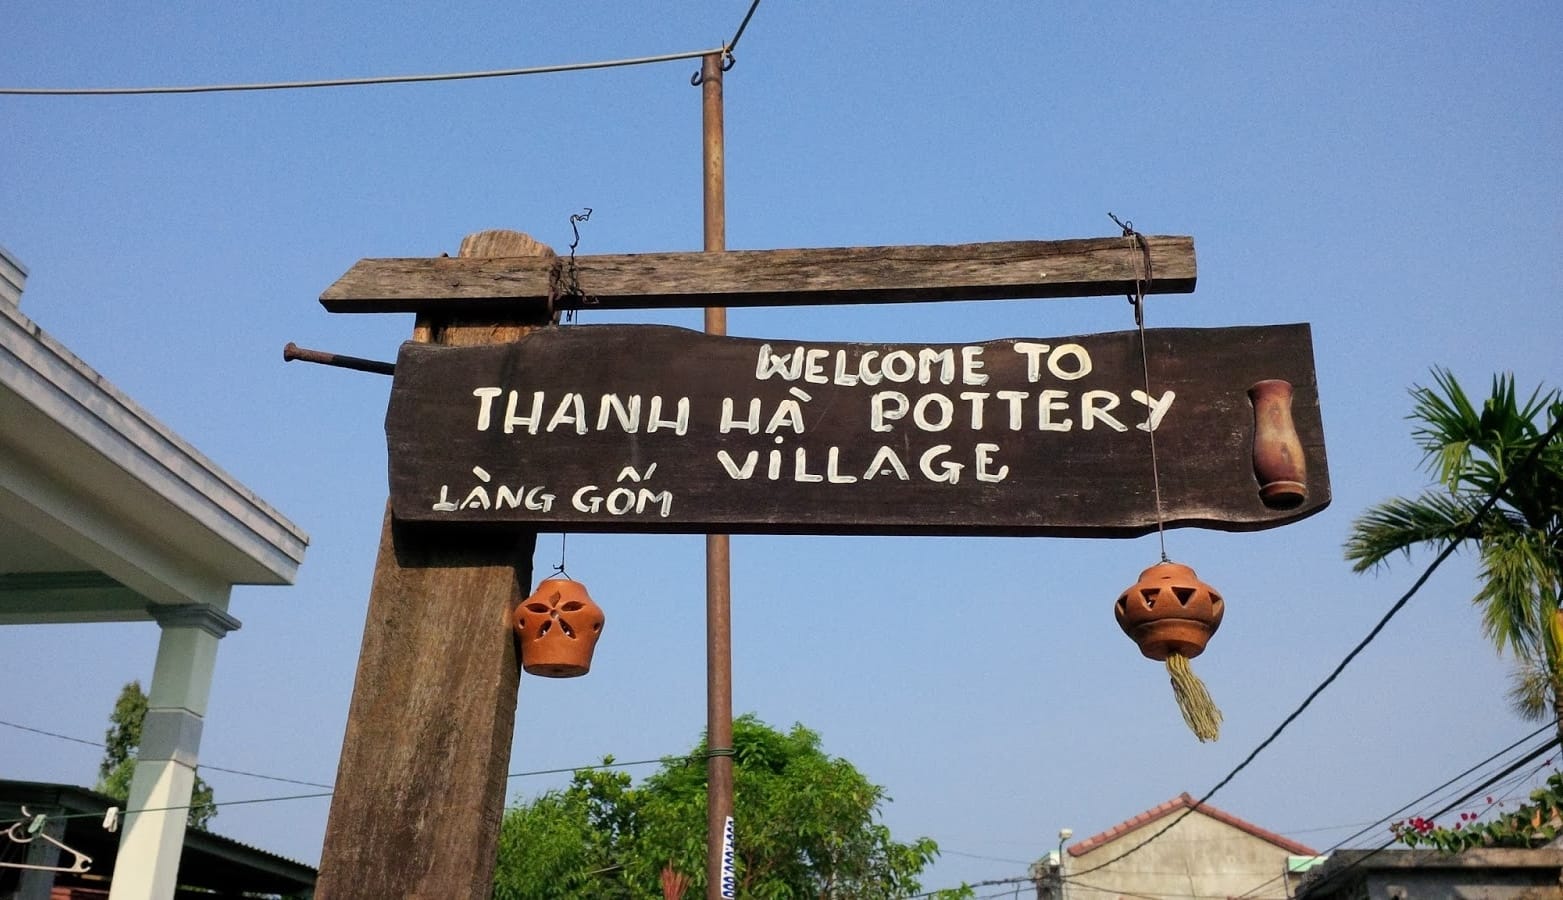 WELCOME TO
THANH HÀ POTTERY
VILLAGE
LÀNG GỐM